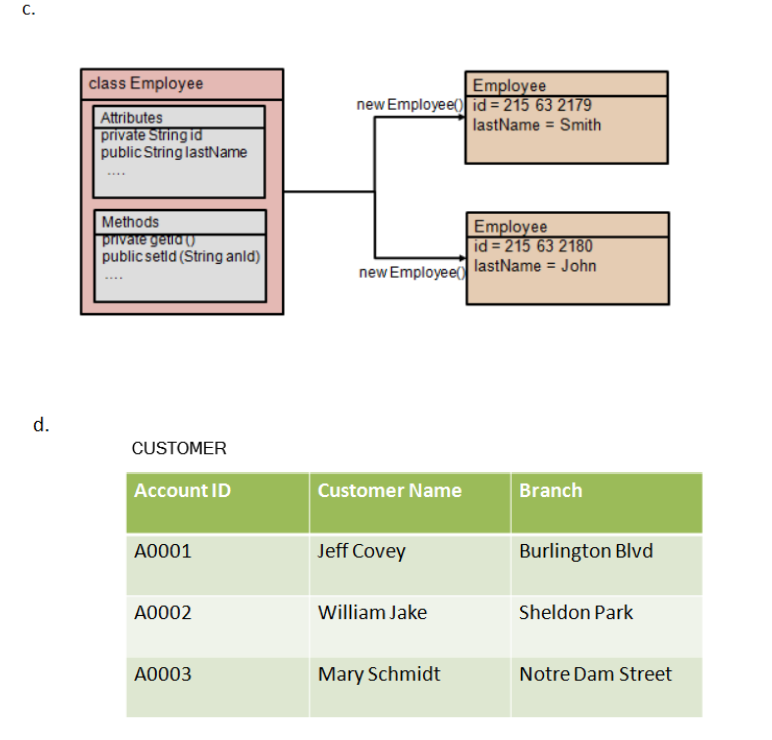 c.
class Employee
Attributes
private String id
public String lastName
....
Methods
private getId ()
public setId (String anId)
....
new Employee()
Employee
id = 215 63 2179
lastName = Smith
new Employee()
Employee
id = 215 63 2180
lastName = John
d.
CUSTOMER
Account ID Customer Name Branch
A0001 Jeff Covey Burlington Blvd
A0002 William Jake Sheldon Park
A0003 Mary Schmidt Notre Dam Street